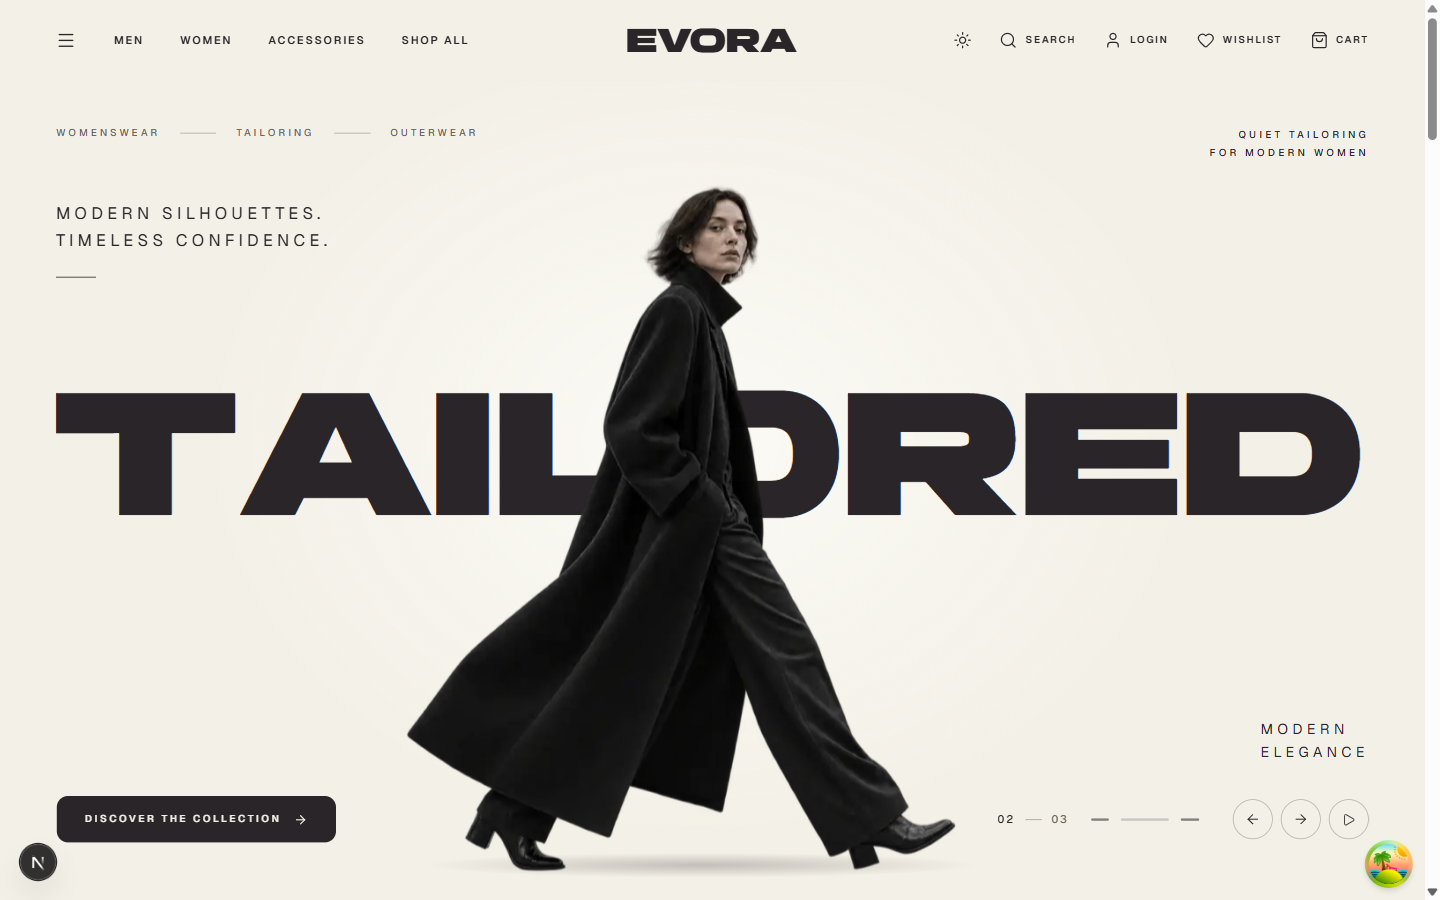 MEN WOMEN ACCESSORIES SHOP ALL EVORA SEARCH LOGIN WISHLIST CART
WOMENSWEAR TAILORING OUTERWEAR
QUIET TAILORING
FOR MODERN WOMEN
MODERN SILHOUETTES.
TIMELESS CONFIDENCE.
TAILORED
MODERN
ELEGANCE
DISCOVER THE COLLECTION
02 — 03
N